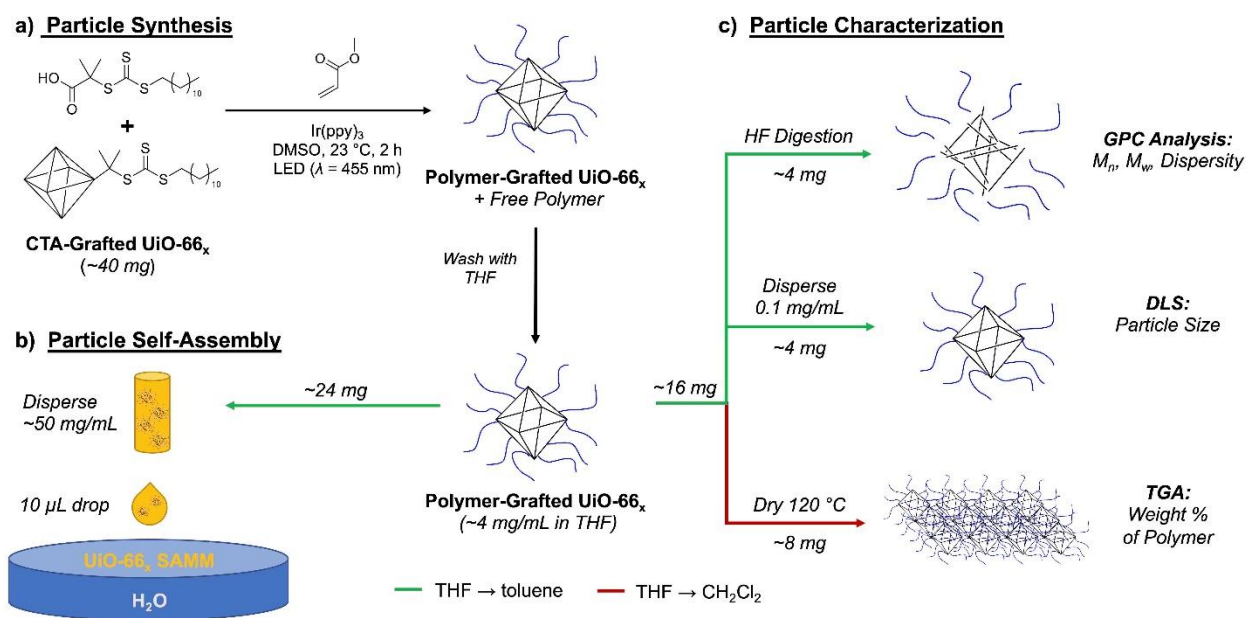 a) Particle Synthesis
HO
O
S
S
S
10
+
S
S
S
10
CTA-Grafted UiO-66ₓ
(~40 mg)
O
O
Ir(ppy)₃
DMSO, 23 °C, 2 h
LED (λ = 455 nm)
Polymer-Grafted UiO-66ₓ
+ Free Polymer
Wash with
THF
b) Particle Self-Assembly
Disperse
~50 mg/mL
10 µL drop
UiO-66ₓ SAMM
H₂O
~24 mg
Polymer-Grafted UiO-66ₓ
(~4 mg/mL in THF)
~16 mg
c) Particle Characterization
HF Digestion
~4 mg
GPC Analysis:
Mₙ, M_w, Dispersity
Disperse
0.1 mg/mL
~4 mg
DLS:
Particle Size
Dry 120 °C
~8 mg
TGA:
Weight %
of Polymer
THF → toluene
THF → CH₂Cl₂